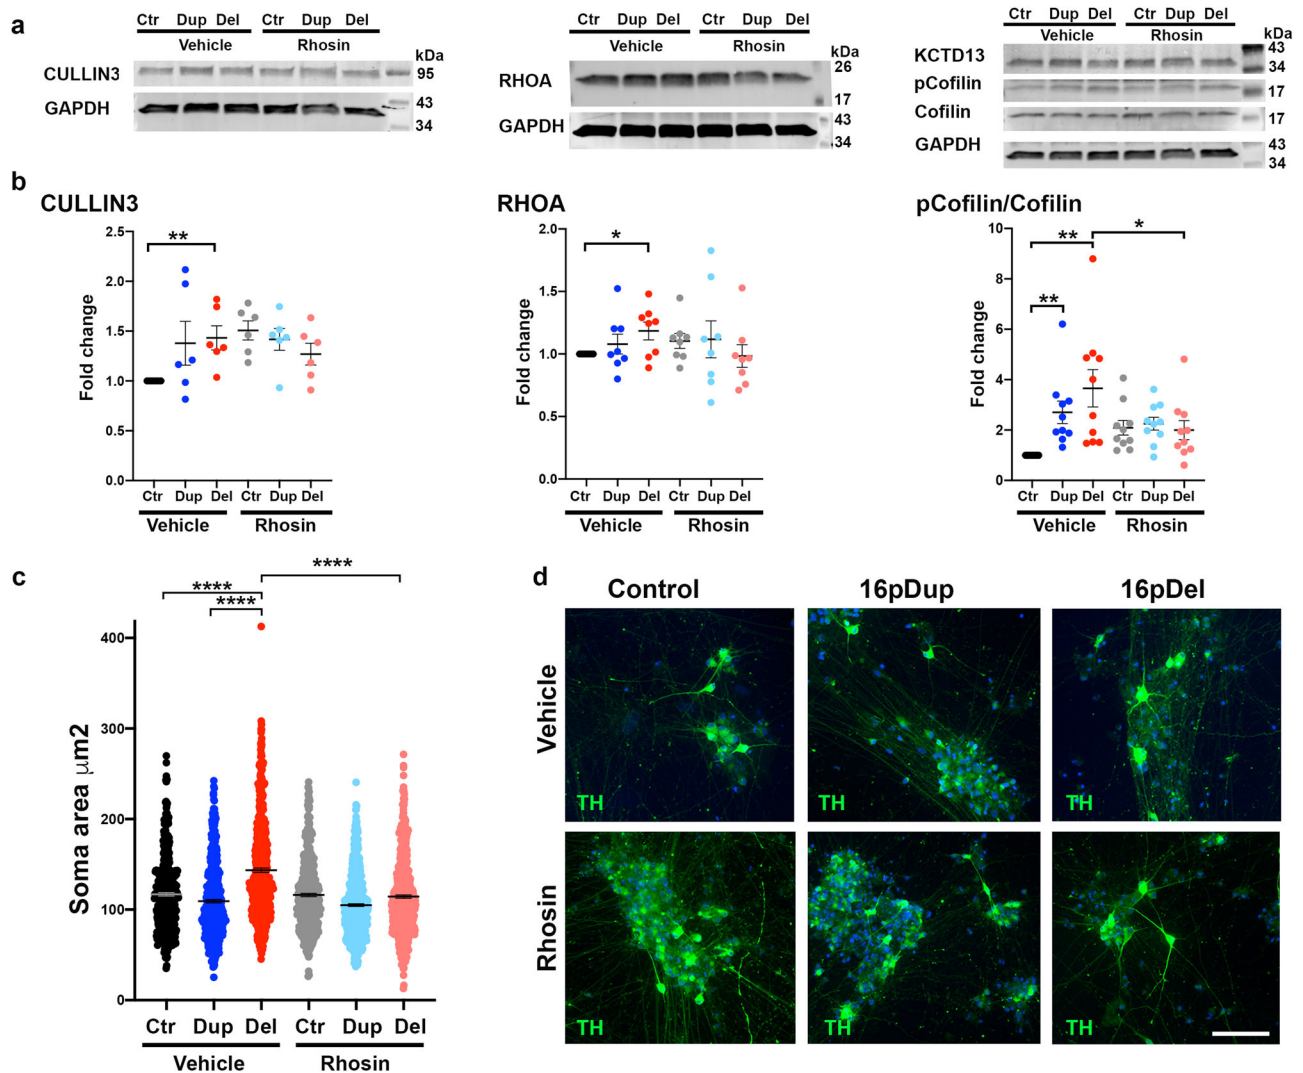 a
Ctr Dup Del Ctr Dup Del
Vehicle Rhosin
kDa
CULLIN3 95
GAPDH 43
34
Ctr Dup Del Ctr Dup Del
Vehicle Rhosin
kDa
26
RHOA
17
GAPDH 43
34
Ctr Dup Del Ctr Dup Del
Vehicle Rhosin
kDa
43
KCTD13
34
pCofilin
17
Cofilin
17
GAPDH 43
34
b
CULLIN3
Fold change
2.5
2.0
1.5
1.0
0.5
0.0
**
Ctr Dup Del Ctr Dup Del
Vehicle Rhosin
RHOA
Fold change
2.0
1.5
1.0
0.5
0.0
*
Ctr Dup Del Ctr Dup Del
Vehicle Rhosin
pCofilin/Cofilin
Fold change
10
8
6
4
2
0
** *
**
Ctr Dup Del Ctr Dup Del
Vehicle Rhosin
c
Soma area μm2
400
300
200
100
0
****
****
****
Ctr Dup Del Ctr Dup Del
Vehicle Rhosin
d
Control 16pDup 16pDel
Vehicle
TH TH TH
Rhosin
TH TH TH